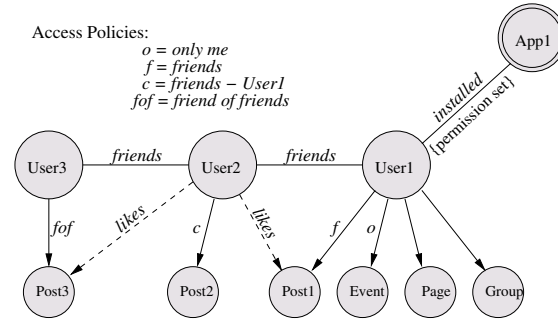 Access Policies:
o = only me
f = friends
c = friends − User1
fof = friend of friends
App1
installed
{permission set}
User3
friends
User2
friends
User1
fof
likes
c
likes
f
o
Post3
Post2
Post1
Event
Page
Group